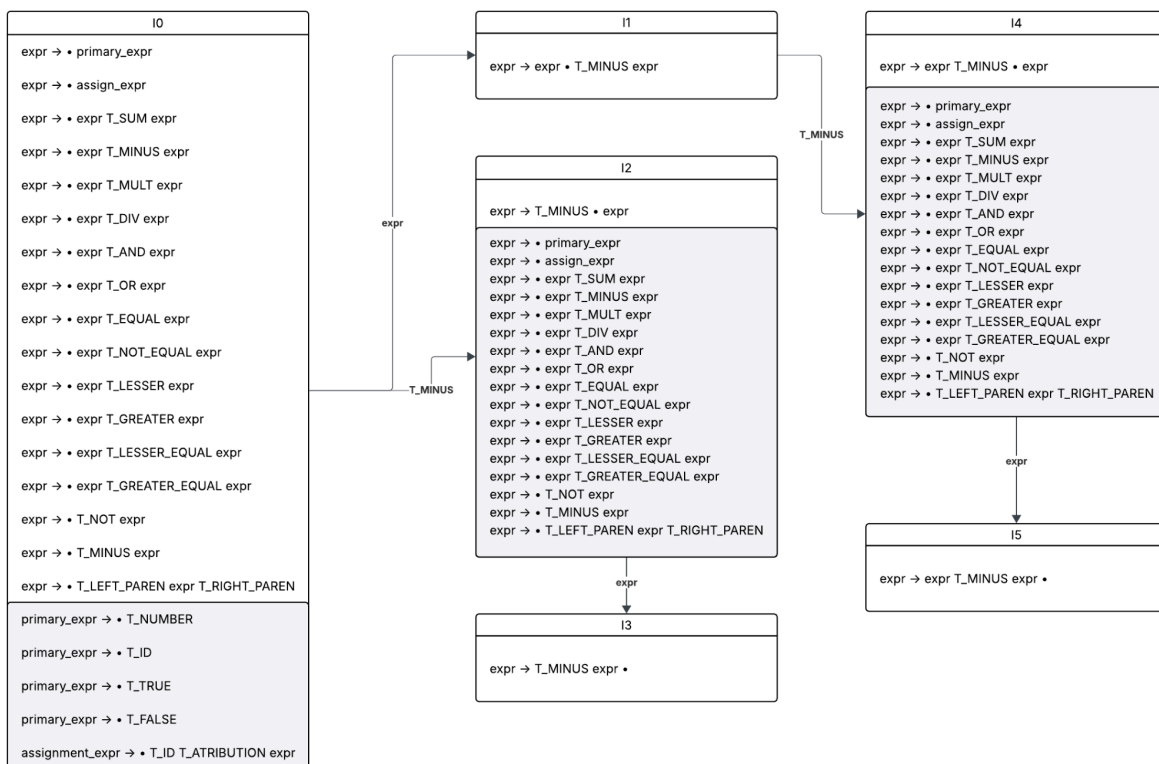 I0
expr → • primary_expr
expr → • assign_expr
expr → • expr T_SUM expr
expr → • expr T_MINUS expr
expr → • expr T_MULT expr
expr → • expr T_DIV expr
expr → • expr T_AND expr
expr → • expr T_OR expr
expr → • expr T_EQUAL expr
expr → • expr T_NOT_EQUAL expr
expr → • expr T_LESSER expr
expr → • expr T_GREATER expr
expr → • expr T_LESSER_EQUAL expr
expr → • expr T_GREATER_EQUAL expr
expr → • T_NOT expr
expr → • T_MINUS expr
expr → • T_LEFT_PAREN expr T_RIGHT_PAREN
primary_expr → • T_NUMBER
primary_expr → • T_ID
primary_expr → • T_TRUE
primary_expr → • T_FALSE
assignment_expr → • T_ID T_ATRIBUTION expr
expr
T_MINUS
I1
expr → expr • T_MINUS expr
I2
expr → T_MINUS • expr
expr → • primary_expr
expr → • assign_expr
expr → • expr T_SUM expr
expr → • expr T_MINUS expr
expr → • expr T_MULT expr
expr → • expr T_DIV expr
expr → • expr T_AND expr
expr → • expr T_OR expr
expr → • expr T_EQUAL expr
expr → • expr T_NOT_EQUAL expr
expr → • expr T_LESSER expr
expr → • expr T_GREATER expr
expr → • expr T_LESSER_EQUAL expr
expr → • expr T_GREATER_EQUAL expr
expr → • T_NOT expr
expr → • T_MINUS expr
expr → • T_LEFT_PAREN expr T_RIGHT_PAREN
expr
I3
expr → T_MINUS expr •
T_MINUS
I4
expr → expr T_MINUS • expr
expr → • primary_expr
expr → • assign_expr
expr → • expr T_SUM expr
expr → • expr T_MINUS expr
expr → • expr T_MULT expr
expr → • expr T_DIV expr
expr → • expr T_AND expr
expr → • expr T_OR expr
expr → • expr T_EQUAL expr
expr → • expr T_NOT_EQUAL expr
expr → • expr T_LESSER expr
expr → • expr T_GREATER expr
expr → • expr T_LESSER_EQUAL expr
expr → • expr T_GREATER_EQUAL expr
expr → • T_NOT expr
expr → • T_MINUS expr
expr → • T_LEFT_PAREN expr T_RIGHT_PAREN
expr
I5
expr → expr T_MINUS expr •